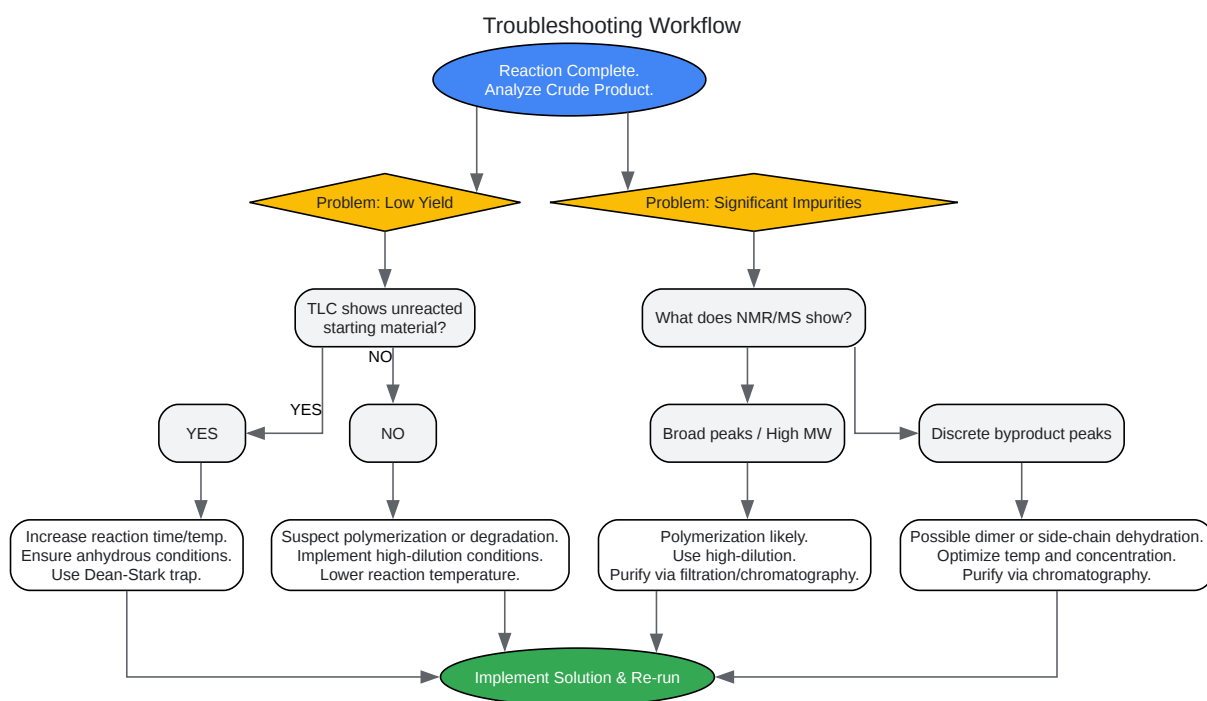 Troubleshooting Workflow
Reaction Complete.
Analyze Crude Product.
Problem: Low Yield
Problem: Significant Impurities
TLC shows unreacted
starting material?
What does NMR/MS show?
NO
YES
YES
NO
Broad peaks / High MW
Discrete byproduct peaks
Increase reaction time/temp.
Ensure anhydrous conditions.
Use Dean-Stark trap.
Suspect polymerization or degradation.
Implement high-dilution conditions.
Lower reaction temperature.
Polymerization likely.
Use high-dilution.
Purify via filtration/chromatography.
Possible dimer or side-chain dehydration.
Optimize temp and concentration.
Purify via chromatography.
Implement Solution & Re-run